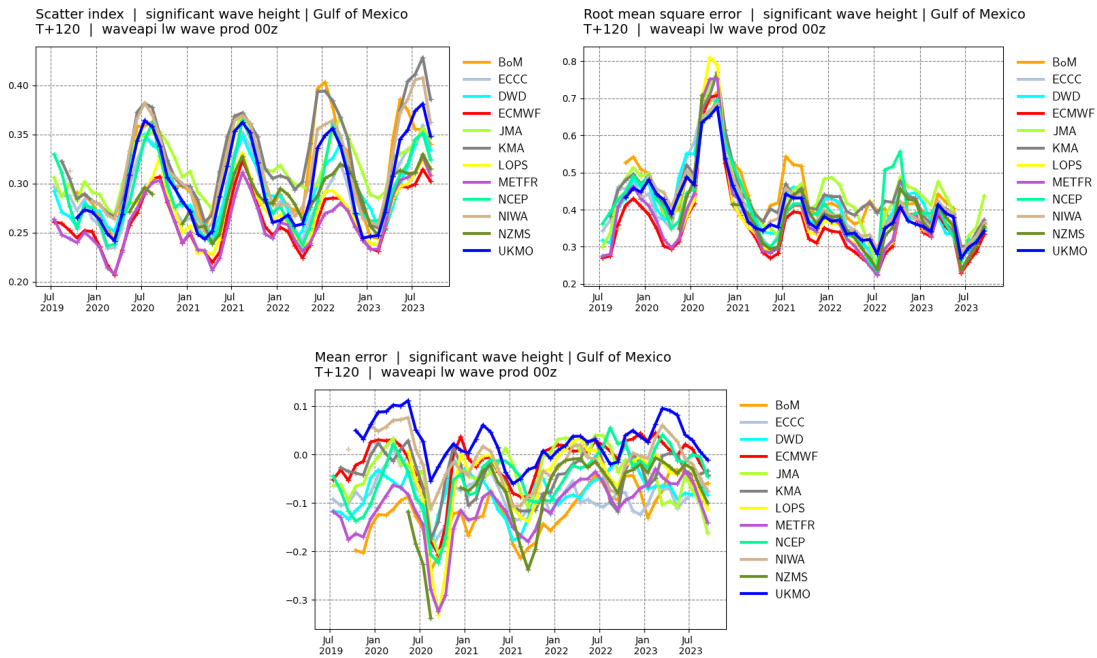 Scatter index | significant wave height | Gulf of Mexico
T+120 | waveapi lw wave prod 00z
0.40
0.35
0.30
0.25
0.20
Jul 2019
Jan 2020
Jul 2020
Jan 2021
Jul 2021
Jan 2022
Jul 2022
Jan 2023
Jul 2023
BoM
ECCC
DWD
ECMWF
JMA
KMA
LOPS
METFR
NCEP
NIWA
NZMS
UKMO
Root mean square error | significant wave height | Gulf of Mexico
T+120 | waveapi lw wave prod 00z
0.8
0.7
0.6
0.5
0.4
0.3
0.2
Jul 2019
Jan 2020
Jul 2020
Jan 2021
Jul 2021
Jan 2022
Jul 2022
Jan 2023
Jul 2023
BoM
ECCC
DWD
ECMWF
JMA
KMA
LOPS
METFR
NCEP
NIWA
NZMS
UKMO
Mean error | significant wave height | Gulf of Mexico
T+120 | waveapi lw wave prod 00z
0.1
0.0
−0.1
−0.2
−0.3
Jul 2019
Jan 2020
Jul 2020
Jan 2021
Jul 2021
Jan 2022
Jul 2022
Jan 2023
Jul 2023
BoM
ECCC
DWD
ECMWF
JMA
KMA
LOPS
METFR
NCEP
NIWA
NZMS
UKMO